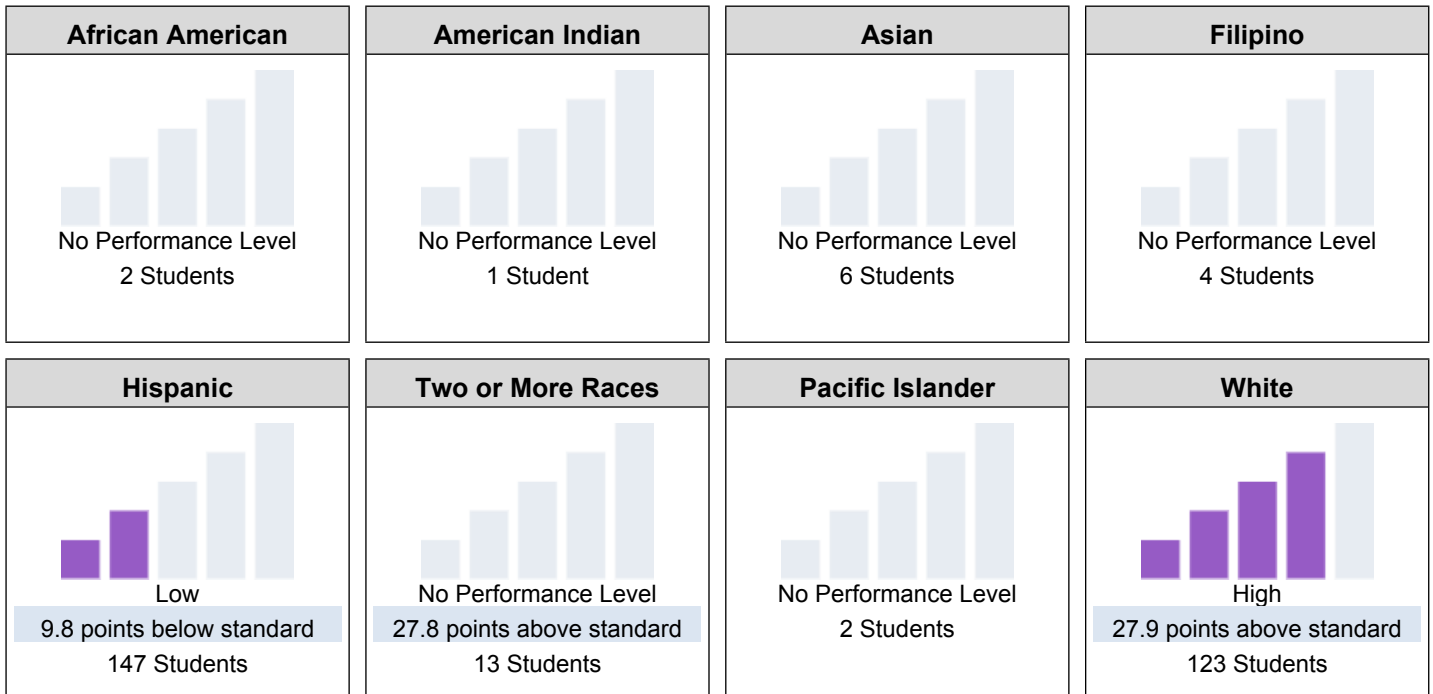 African American
No Performance Level
2 Students
American Indian
No Performance Level
1 Student
Asian
No Performance Level
6 Students
Filipino
No Performance Level
4 Students
Hispanic
Low
9.8 points below standard
147 Students
Two or More Races
No Performance Level
27.8 points above standard
13 Students
Pacific Islander
No Performance Level
2 Students
White
High
27.9 points above standard
123 Students